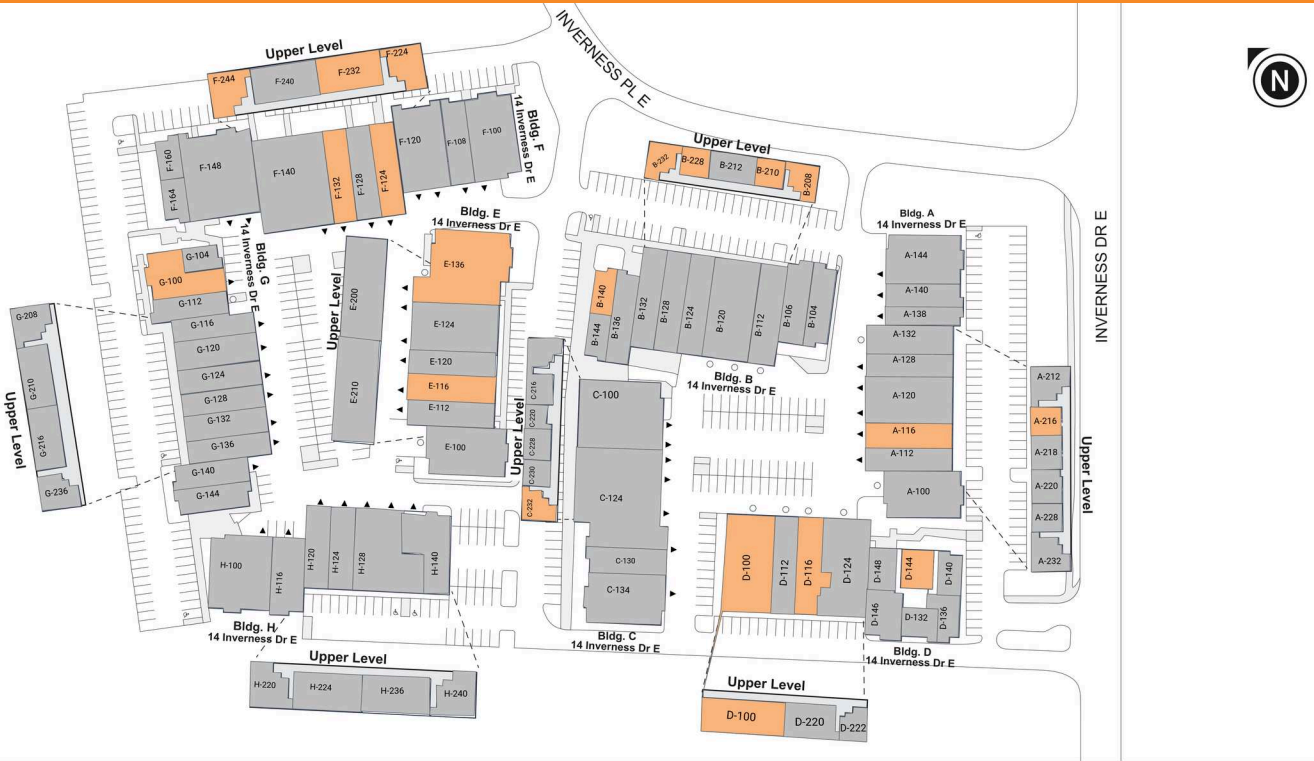 INVERNESS PL E
N
INVERNESS DR E
Upper Level
F-244
F-240
F-232
F-224
Bldg. F
14 Inverness Dr E
F-160
F-164
F-148
F-140
F-132
F-128
F-124
F-120
F-108
F-100
Upper Level
B-232
B-228
B-212
B-210
B-208
Bldg. E
14 Inverness Dr E
E-136
E-124
E-120
E-116
E-112
E-100
Upper Level
E-200
E-210
Bldg. G
14 Inverness Dr E
G-104
G-100
G-112
G-116
G-120
G-124
G-128
G-132
G-136
G-140
G-144
Upper Level
G-208
G-210
G-216
G-236
Bldg. A
14 Inverness Dr E
A-144
A-140
A-138
A-132
A-128
A-120
A-116
A-112
A-100
Upper Level
A-212
A-216
A-218
A-220
A-228
A-232
B-140
B-144
B-136
B-132
B-128
B-124
B-120
B-112
B-106
B-104
Bldg. B
14 Inverness Dr E
Upper Level
C-216
C-220
C-228
C-230
C-232
C-100
C-124
C-130
C-134
Bldg. C
14 Inverness Dr E
H-100
H-116
H-120
H-124
H-128
H-140
Bldg. H
14 Inverness Dr E
Upper Level
H-220
H-224
H-236
H-240
D-100
D-112
D-116
D-124
D-148
D-144
D-140
D-146
D-132
D-136
Bldg. D
14 Inverness Dr E
Upper Level
D-100
D-220
D-222